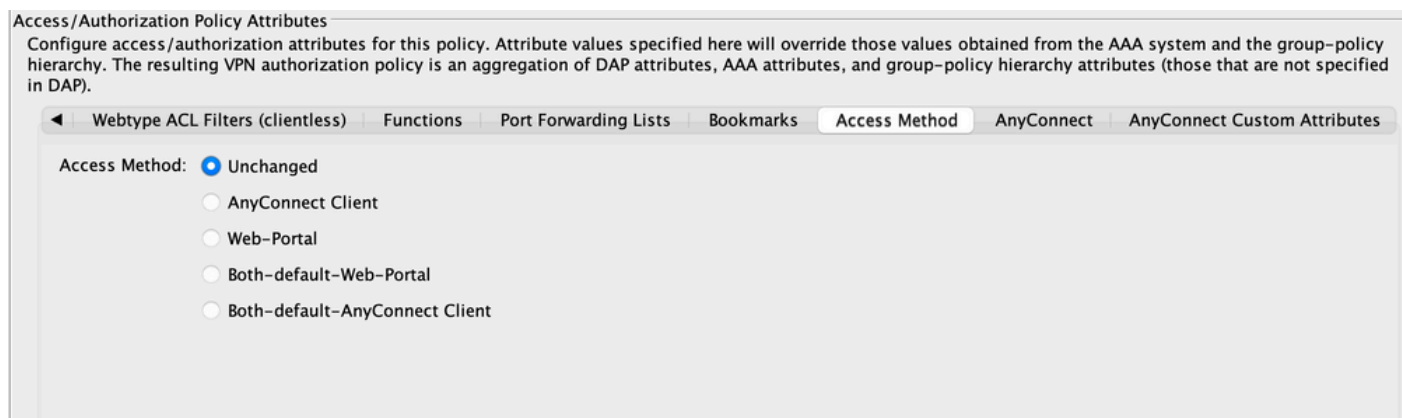 Access/Authorization Policy Attributes
Configure access/authorization attributes for this policy. Attribute values specified here will override those values obtained from the AAA system and the group-policy
hierarchy. The resulting VPN authorization policy is an aggregation of DAP attributes, AAA attributes, and group-policy hierarchy attributes (those that are not specified
in DAP).
Webtype ACL Filters (clientless) Functions Port Forwarding Lists Bookmarks Access Method AnyConnect AnyConnect Custom Attributes
Access Method: Unchanged
AnyConnect Client
Web-Portal
Both-default-Web-Portal
Both-default-AnyConnect Client